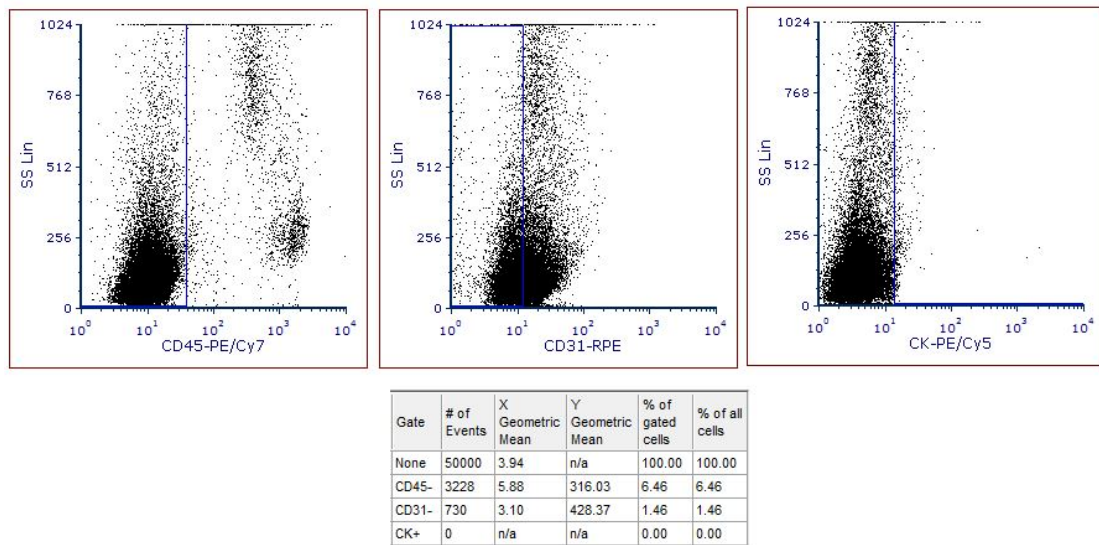 1024
768
512
256
0
SS Lin
10^0 10^1 10^2 10^3 10^4
CD45-PE/Cy7
1024
768
512
256
0
SS Lin
10^0 10^1 10^2 10^3 10^4
CD31-RPE
1024
768
512
256
0
SS Lin
10^0 10^1 10^2 10^3 10^4
CK-PE/Cy5
Gate # of Events X Geometric Mean Y Geometric Mean % of gated cells % of all cells
None 50000 3.94 n/a 100.00 100.00
CD45- 3228 5.88 316.03 6.46 6.46
CD31- 730 3.10 428.37 1.46 1.46
CK+ 0 n/a n/a 0.00 0.00